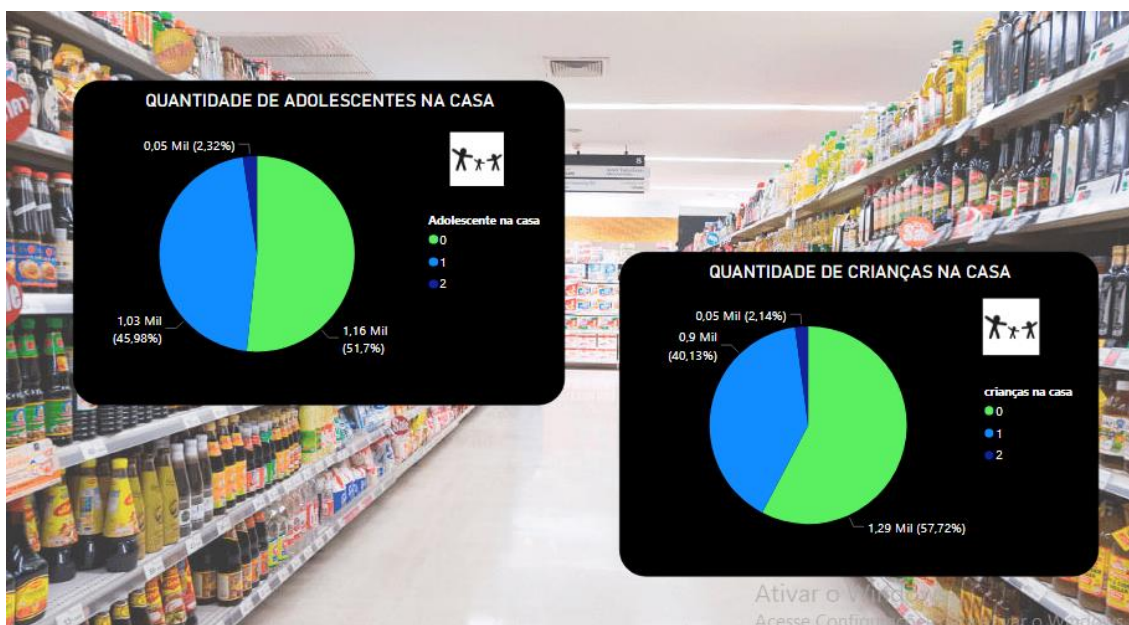 QUANTIDADE DE ADOLESCENTES NA CASA
0,05 Mil (2,32%)
1,03 Mil
(45,98%)
1,16 Mil
(51,7%)
Adolescente na casa
0
1
2
QUANTIDADE DE CRIANÇAS NA CASA
0,05 Mil (2,14%)
0,9 Mil
(40,13%)
1,29 Mil (57,72%)
crianças na casa
0
1
2
8
Sale
Ativar o Windows